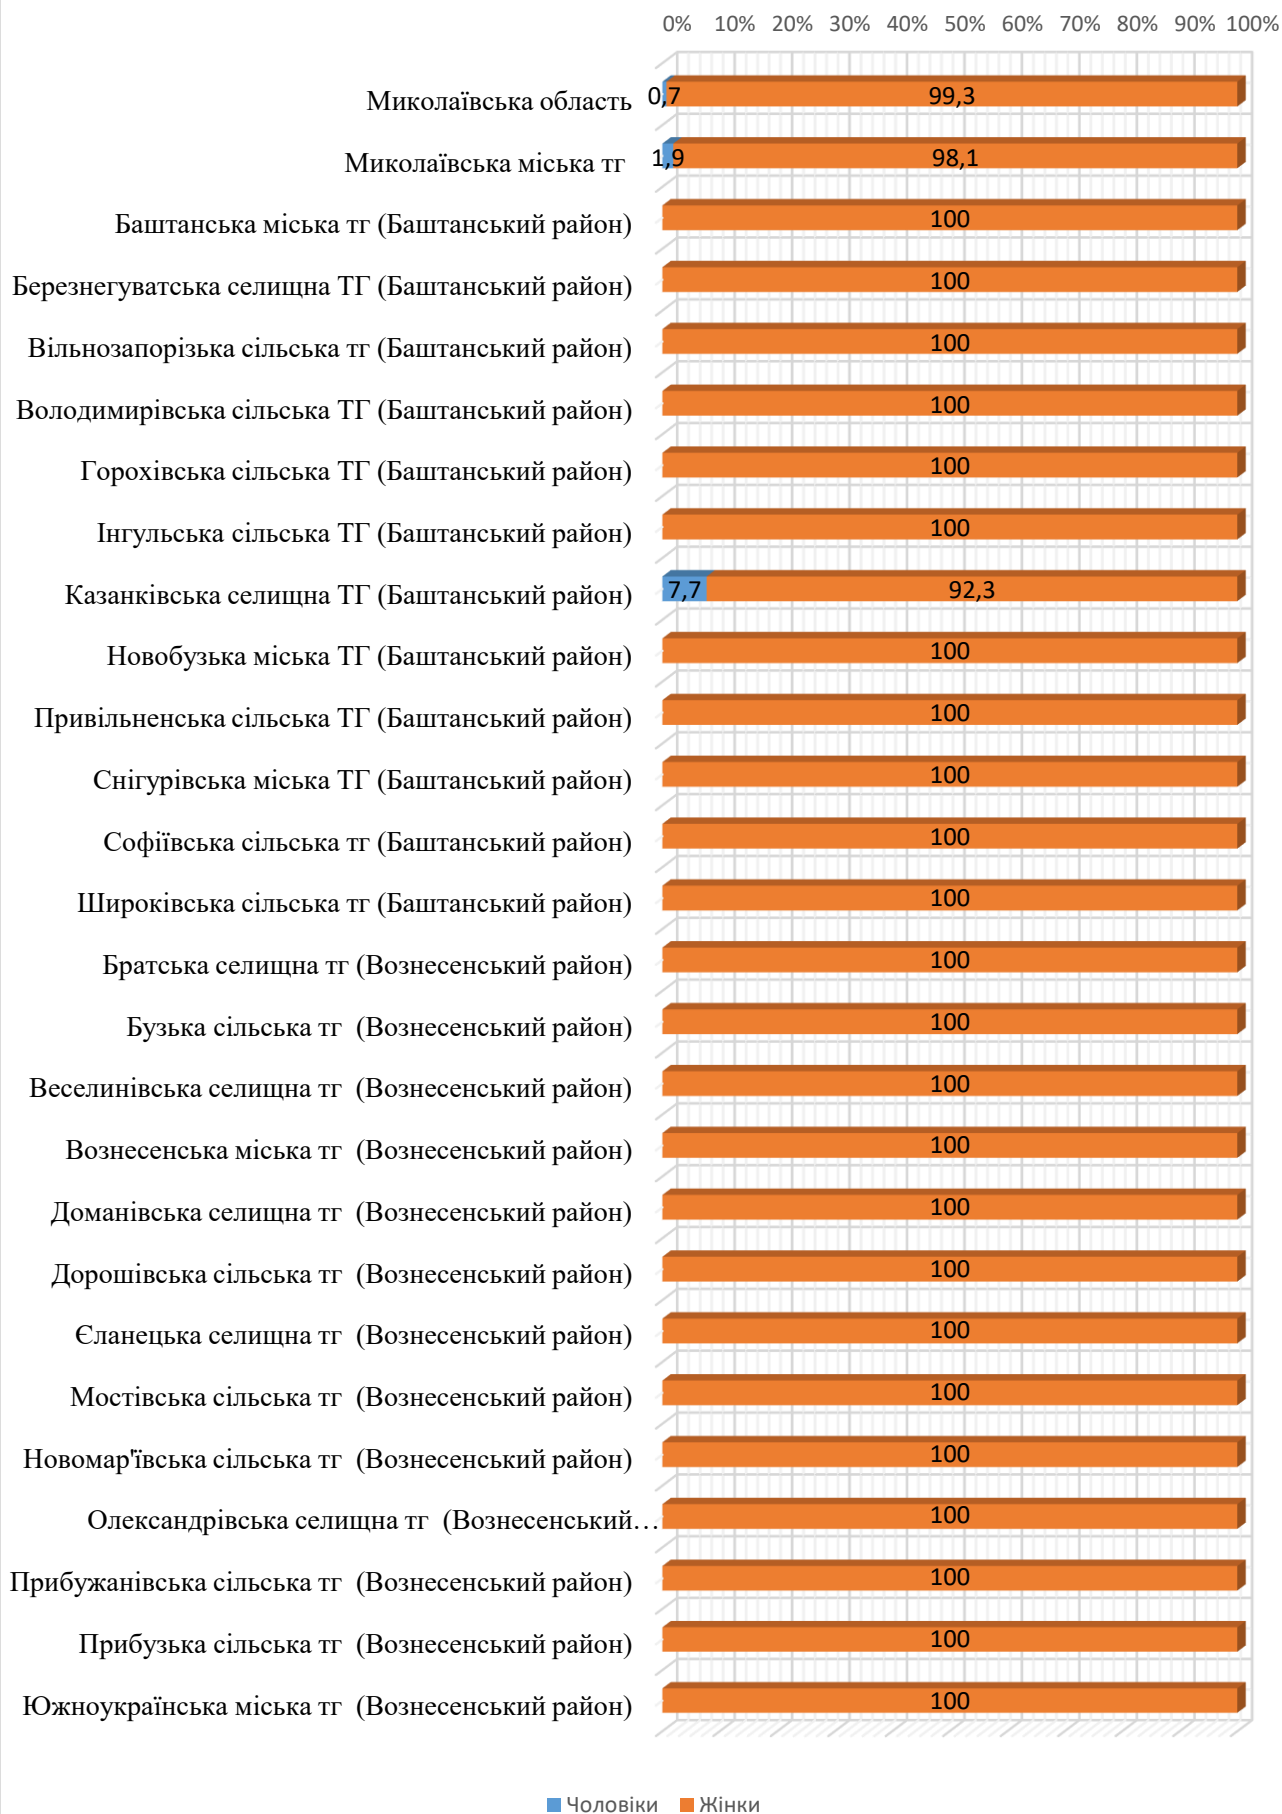 0% 10% 20% 30% 40% 50% 60% 70% 80% 90% 100%
Миколаївська область 0,7 99,3
Миколаївська міська тг 1,9 98,1
Баштанська міська тг (Баштанський район) 100
Березнегуватська селищна ТГ (Баштанський район) 100
Вільнозапорізька сільська тг (Баштанський район) 100
Володимирівська сільська ТГ (Баштанський район) 100
Горохівська сільська ТГ (Баштанський район) 100
Інгульська сільська ТГ (Баштанський район) 100
Казанківська селищна ТГ (Баштанський район) 7,7 92,3
Новобузька міська ТГ (Баштанський район) 100
Привільненська сільська ТГ (Баштанський район) 100
Снігурівська міська ТГ (Баштанський район) 100
Софіївська сільська тг (Баштанський район) 100
Широківська сільська тг (Баштанський район) 100
Братська селищна тг (Вознесенський район) 100
Бузька сільська тг (Вознесенський район) 100
Веселинівська селищна тг (Вознесенський район) 100
Вознесенська міська тг (Вознесенський район) 100
Доманівська селищна тг (Вознесенський район) 100
Дорошівська сільська тг (Вознесенський район) 100
Єланецька селищна тг (Вознесенський район) 100
Мостівська сільська тг (Вознесенський район) 100
Новомар'ївська сільська тг (Вознесенський район) 100
Олександрівська селищна тг (Вознесенський… 100
Прибужанівська сільська тг (Вознесенський район) 100
Прибузька сільська тг (Вознесенський район) 100
Южноукраїнська міська тг (Вознесенський район) 100
Чоловіки Жінки